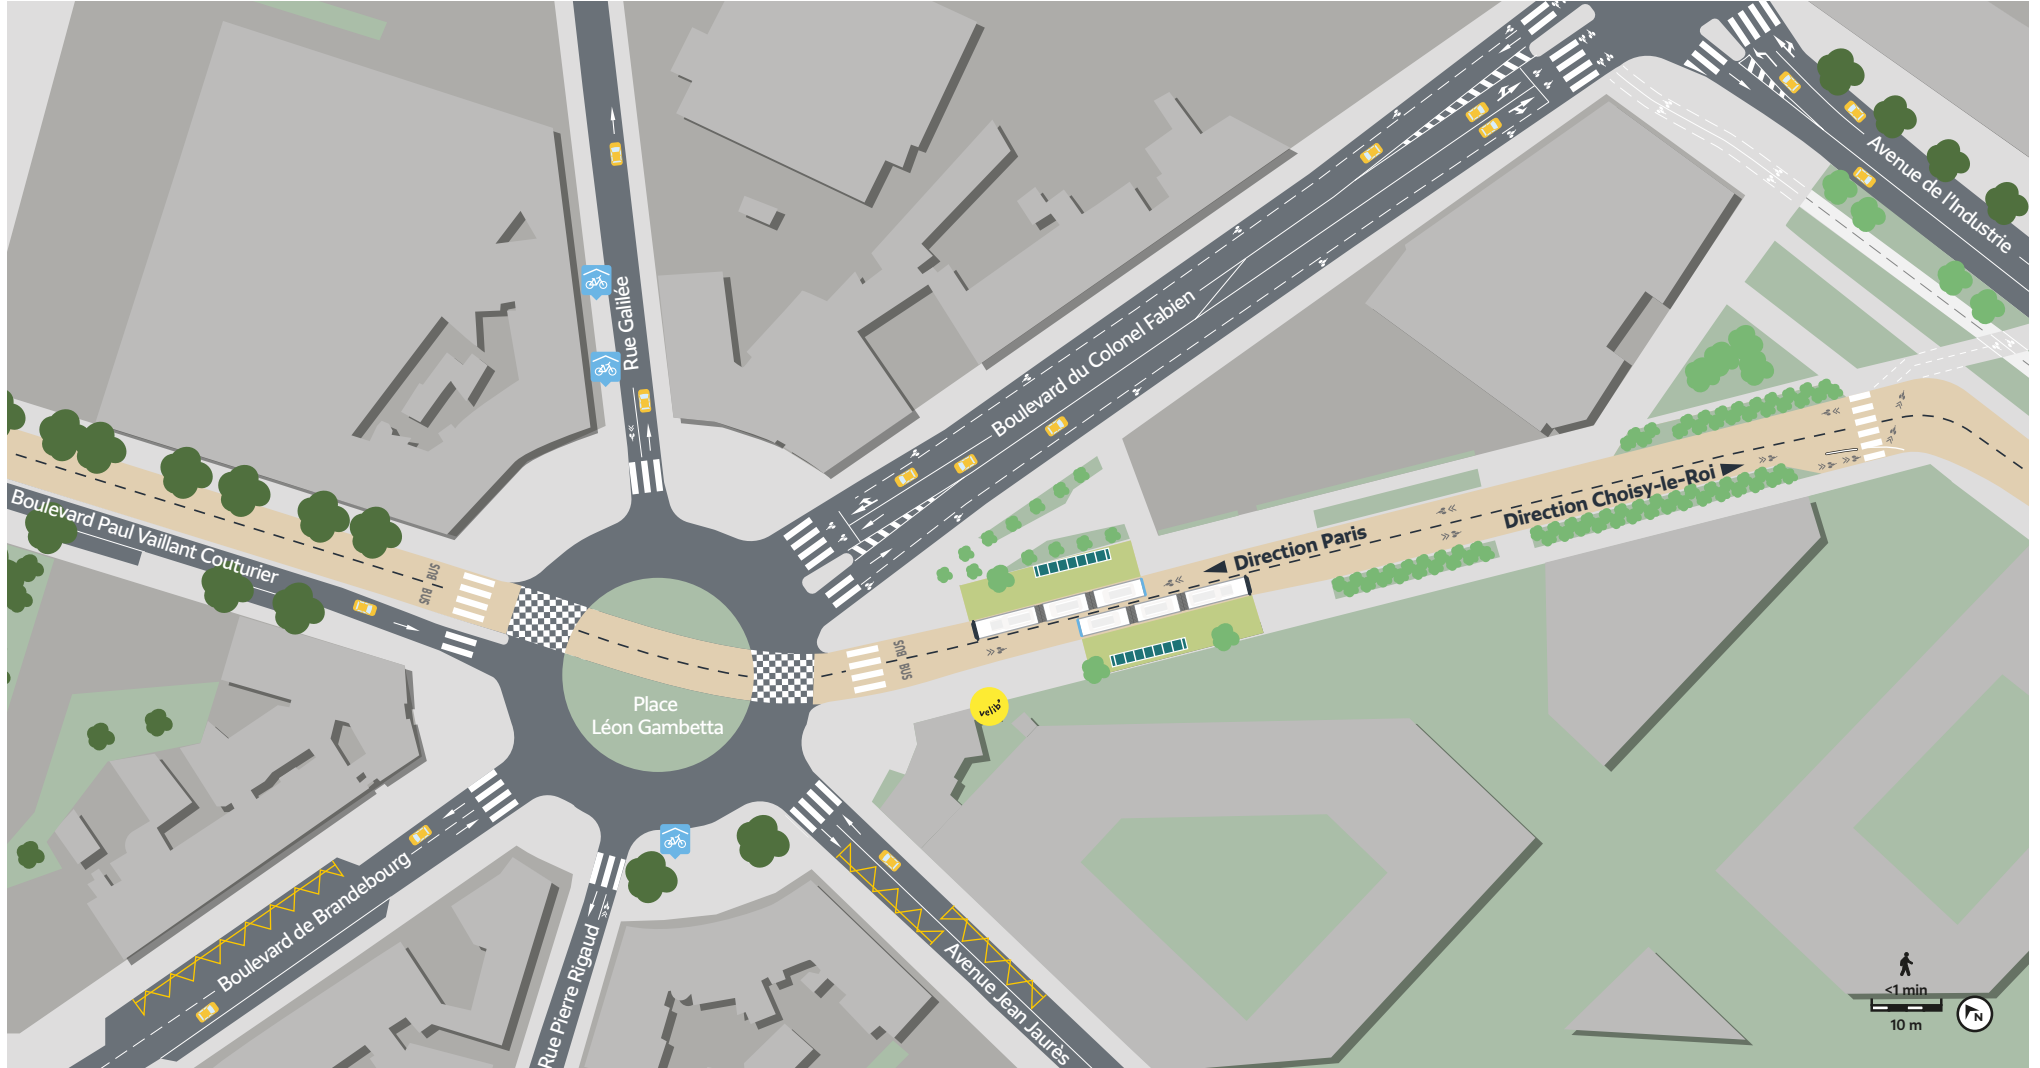 Avenue de l'Industrie
Rue Galilée
Boulevard du Colonel Fabien
Direction Choisy-le-Roi
Direction Paris
Boulevard Paul Vaillant Couturier
BUS
BUS
BUS
BUS
Place
Léon Gambetta
velib'
Boulevard de Brandebourg
Rue Pierre Rigaud
Avenue Jean Jaurès
<1 min
10 m
N